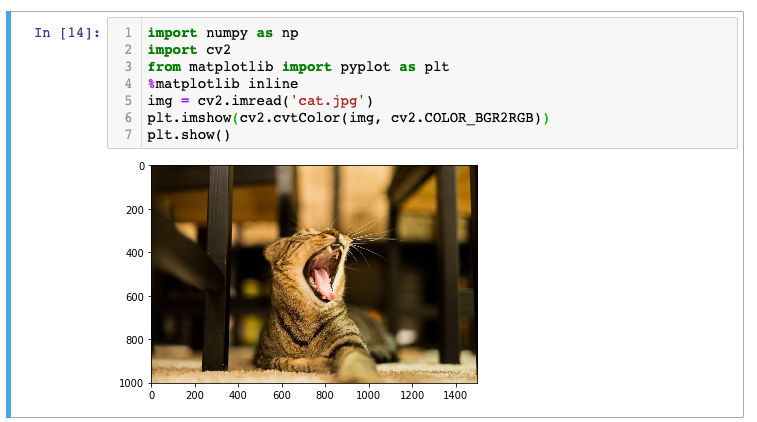 In [14]:
1 import numpy as np
2 import cv2
3 from matplotlib import pyplot as plt
4 %matplotlib inline
5 img = cv2.imread('cat.jpg')
6 plt.imshow(cv2.cvtColor(img, cv2.COLOR_BGR2RGB))
7 plt.show()
0
200
400
600
800
1000
0 200 400 600 800 1000 1200 1400